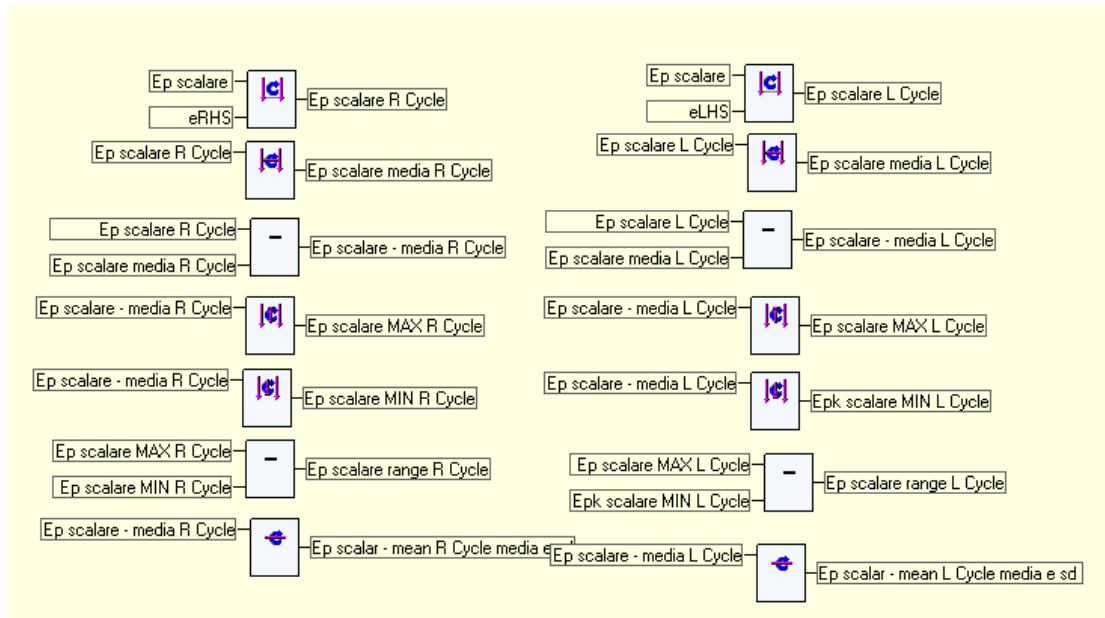 Ep scalare
eRHS
Ep scalare R Cycle
Ep scalare R Cycle
Ep scalare media R Cycle
Ep scalare R Cycle
Ep scalare media R Cycle
Ep scalare - media R Cycle
Ep scalare - media R Cycle
Ep scalare MAX R Cycle
Ep scalare - media R Cycle
Ep scalare MIN R Cycle
Ep scalare MAX R Cycle
Ep scalare MIN R Cycle
Ep scalare range R Cycle
Ep scalare - media R Cycle
Ep scalar - mean R Cycle media e
Ep scalare
eLHS
Ep scalare L Cycle
Ep scalare L Cycle
Ep scalare media L Cycle
Ep scalare L Cycle
Ep scalare media L Cycle
Ep scalare - media L Cycle
Ep scalare - media L Cycle
Ep scalare MAX L Cycle
Ep scalare - media L Cycle
Epk scalare MIN L Cycle
Ep scalare MAX L Cycle
Epk scalare MIN L Cycle
Ep scalare range L Cycle
Ep scalare - media L Cycle
Ep scalar - mean L Cycle media e sd